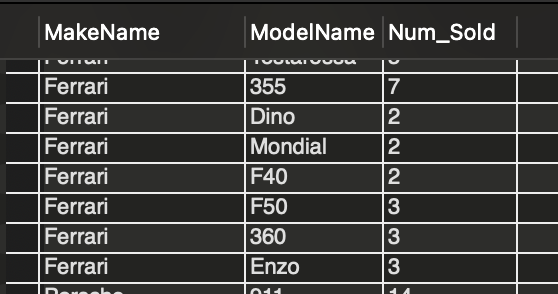 MakeName ModelName Num_Sold
Ferrari Testarossa
Ferrari 355 7
Ferrari Dino 2
Ferrari Mondial 2
Ferrari F40 2
Ferrari F50 3
Ferrari 360 3
Ferrari Enzo 3
Porsche 911 14